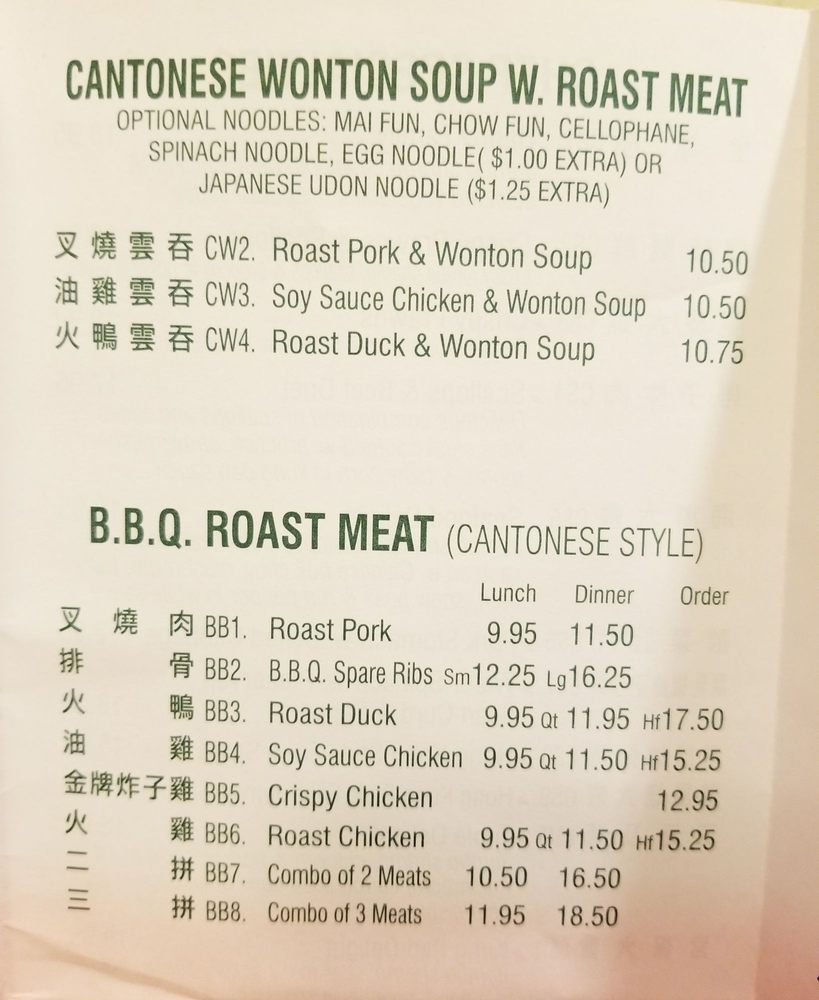 CANTONESE WONTON SOUP W. ROAST MEAT
OPTIONAL NOODLES: MAI FUN, CHOW FUN, CELLOPHANE,
SPINACH NOODLE, EGG NOODLE( $1.00 EXTRA) OR
JAPANESE UDON NOODLE ($1.25 EXTRA)
叉燒雲吞 CW2. Roast Pork & Wonton Soup 10.50
油雞雲吞 CW3. Soy Sauce Chicken & Wonton Soup 10.50
火鴨雲吞 CW4. Roast Duck & Wonton Soup 10.75
B.B.Q. ROAST MEAT (CANTONESE STYLE)
Lunch Dinner Order
叉燒肉 BB1. Roast Pork 9.95 11.50
排骨 BB2. B.B.Q. Spare Ribs Sm12.25 Lg16.25
火鴨 BB3. Roast Duck 9.95 Qt 11.95 Hf17.50
油雞 BB4. Soy Sauce Chicken 9.95 Qt 11.50 Hf15.25
金牌炸子雞 BB5. Crispy Chicken 12.95
火雞 BB6. Roast Chicken 9.95 Qt 11.50 Hf15.25
二拼 BB7. Combo of 2 Meats 10.50 16.50
三拼 BB8. Combo of 3 Meats 11.95 18.50